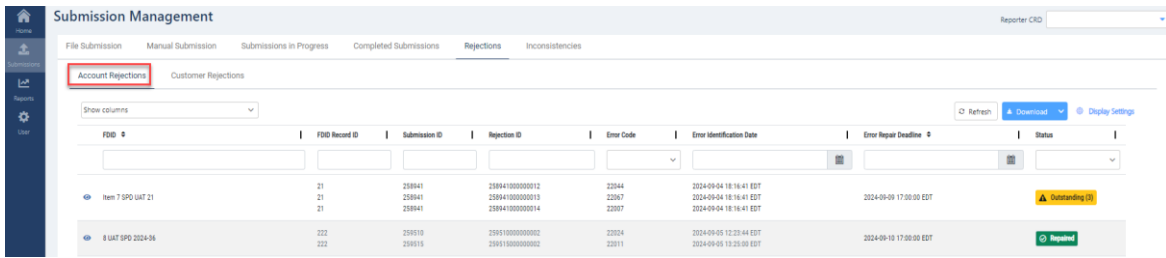 Submission Management
Reporter CRD
Home
Submissions
Reports
User
File Submission Manual Submission Submissions in Progress Completed Submissions Rejections Inconsistencies
Account Rejections Customer Rejections
Show columns
Refresh Download Display Settings
FDID FDID Record ID Submission ID Rejection ID Error Code Error Identification Date Error Repair Deadline Status
21 258941 258941000000012 22044 2024-09-04 18:16:41 EDT
Item 7 SPD UAT 21 21 258941 258941000000013 22067 2024-09-04 18:16:41 EDT 2024-09-09 17:00:00 EDT Outstanding (3)
21 258941 258941000000014 22007 2024-09-04 18:16:41 EDT
222 259510 259510000000002 22024 2024-09-05 12:23:44 EDT
8 UAT SPD 2024-36 2024-09-10 17:00:00 EDT Repaired
222 259515 259515000000002 22011 2024-09-05 13:25:00 EDT